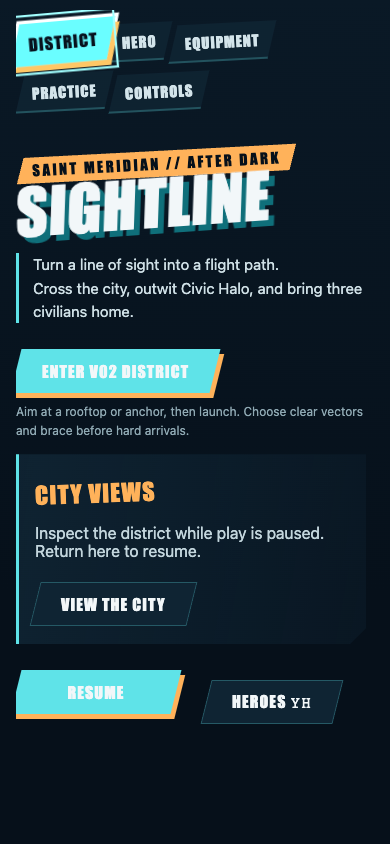 DISTRICT
HERO
EQUIPMENT
PRACTICE
CONTROLS
SAINT MERIDIAN // AFTER DARK
SIGHTLINE
Turn a line of sight into a flight path.
Cross the city, outwit Civic Halo, and bring three
civilians home.
ENTER V02 DISTRICT
Aim at a rooftop or anchor, then launch. Choose clear vectors
and brace before hard arrivals.
CITY VIEWS
Inspect the district while play is paused.
Return here to resume.
VIEW THE CITY
RESUME
HEROES YH